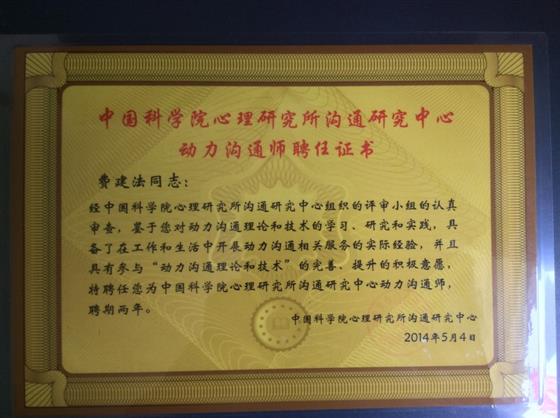 中国科学院心理研究所沟通研究中心
动力沟通师聘任证书
费建法同志：
经中国科学院心理研究所沟通研究中心组织的评审小组的认真
审查，鉴于您对动力沟通理论和技术的学习、研究和实践，具
备了在工作和生活中开展动力沟通相关服务的实际经验，并且
具有参与“动力沟通理论和技术”的完善、提升的积极意愿，
特聘任您为中国科学院心理研究所沟通研究中心动力沟通师，
聘期两年。
中国科学院心理研究所沟通研究中心
2014年5月4日